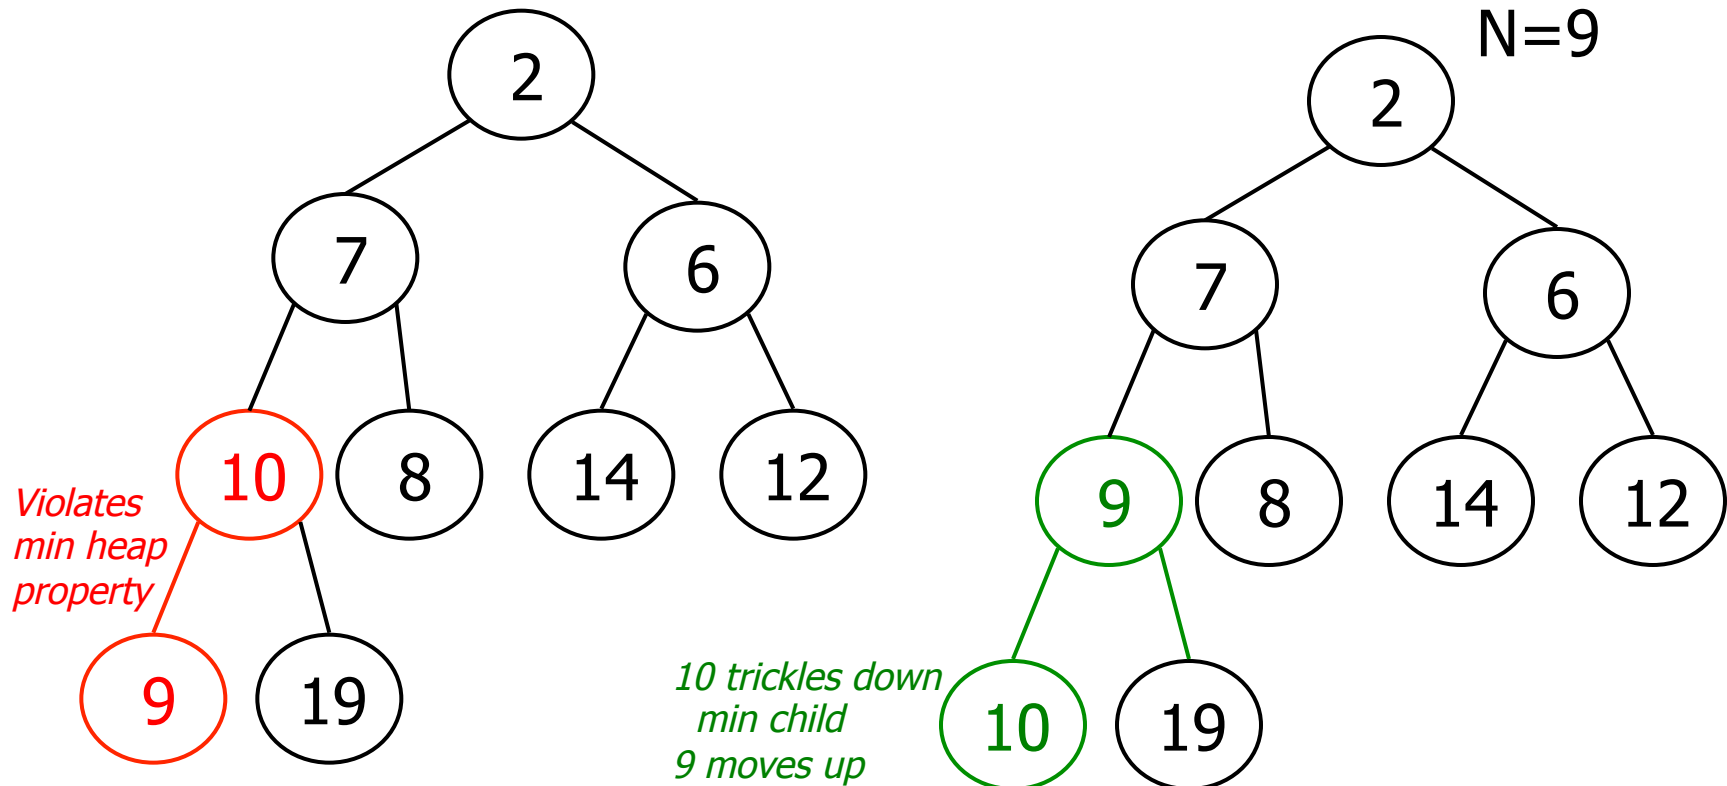 N=9
2
7 6
10 8 14 12
9 19
Violates
min heap
property
2
7 6
9 8 14 12
10 19
10 trickles down
min child
9 moves up